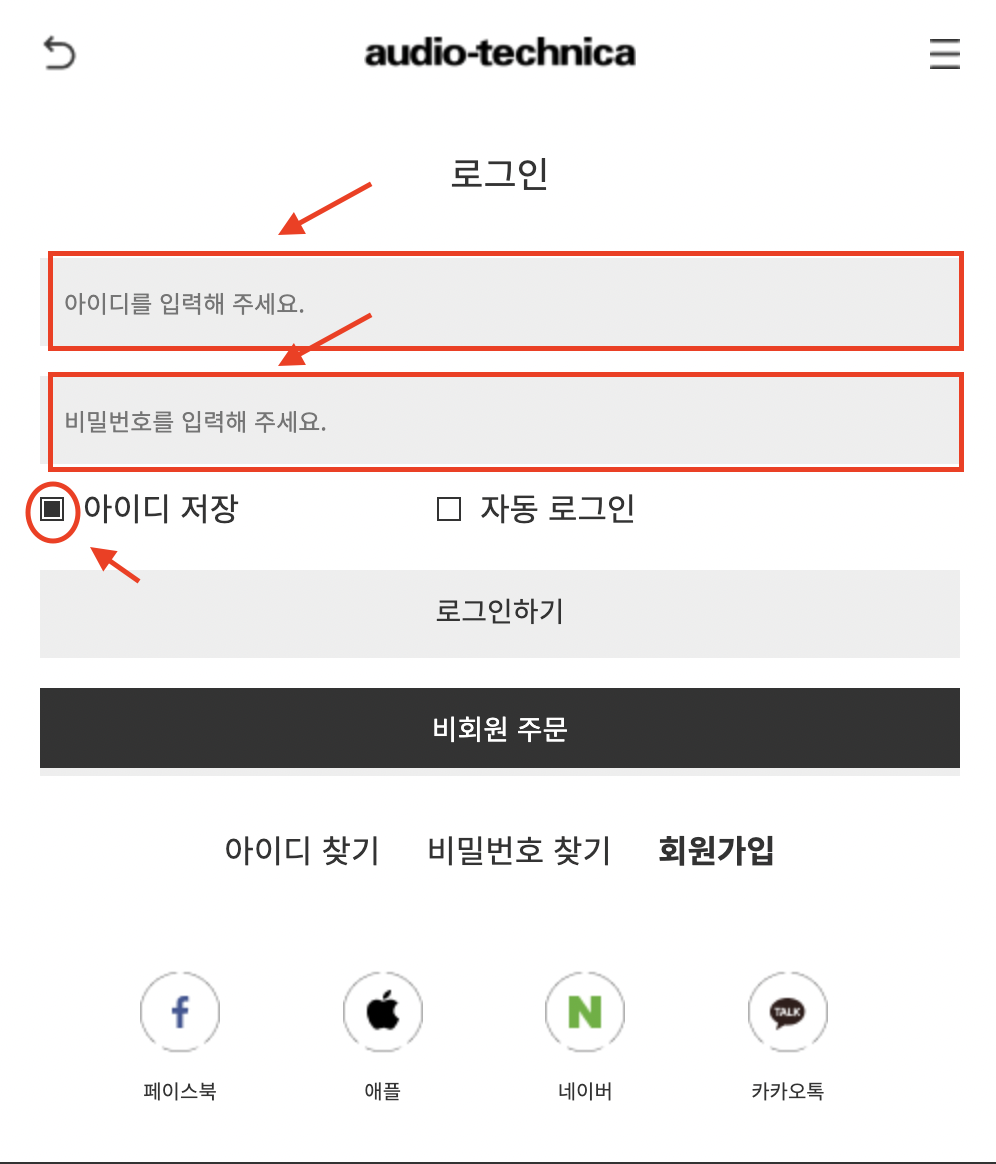 audio-technica
로그인
아이디를 입력해 주세요.
비밀번호를 입력해 주세요.
아이디 저장 자동 로그인
로그인하기
비회원 주문
아이디 찾기 비밀번호 찾기 회원가입
f N TALK
페이스북 애플 네이버 카카오톡